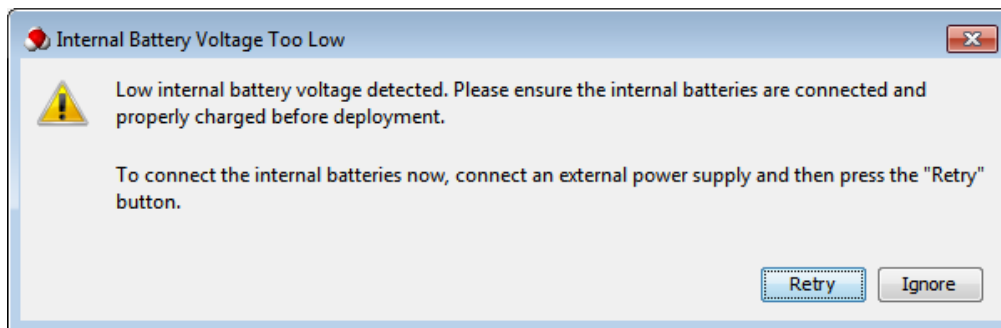 Internal Battery Voltage Too Low
Low internal battery voltage detected. Please ensure the internal batteries are connected and
properly charged before deployment.
To connect the internal batteries now, connect an external power supply and then press the "Retry"
button.
Retry
Ignore